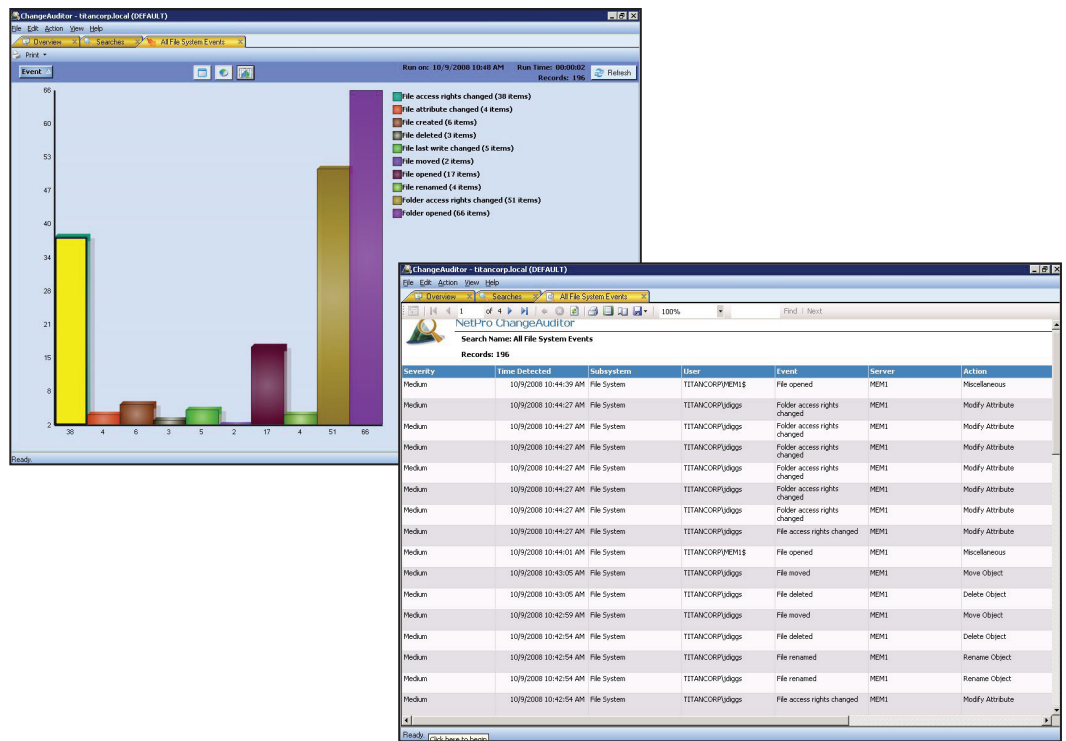 ChangeAuditor - titancorp.local (DEFAULT)
File Edit Action View Help
Overview Searches All File System Events
Print
Event
Run on: 10/9/2008 10:48 AM Run Time: 00:00:02
Records: 196
Refresh
66
60
53
47
40
34
28
21
15
8
2
38 4 6 3 5 2 17 4 51 66
File access rights changed (38 items)
File attribute changed (4 items)
File created (6 items)
File deleted (3 items)
File last write changed (5 items)
File moved (2 items)
File opened (17 items)
File renamed (4 items)
Folder access rights changed (51 items)
Folder opened (66 items)
Ready.
ChangeAuditor - titancorp.local (DEFAULT)
File Edit Action View Help
Overview Searches All File System Events
1 of 4 100% Find | Next
NetPro ChangeAuditor
Search Name: All File System Events
Records: 196
Severity Time Detected Subsystem User Event Server Action
Medium 10/9/2008 10:44:39 AM File System TITANCORP\MEM1$ File opened MEM1 Miscellaneous
Medium 10/9/2008 10:44:27 AM File System TITANCORP\jdiggs Folder access rights changed MEM1 Modify Attribute
Medium 10/9/2008 10:44:27 AM File System TITANCORP\jdiggs Folder access rights changed MEM1 Modify Attribute
Medium 10/9/2008 10:44:27 AM File System TITANCORP\jdiggs Folder access rights changed MEM1 Modify Attribute
Medium 10/9/2008 10:44:27 AM File System TITANCORP\jdiggs Folder access rights changed MEM1 Modify Attribute
Medium 10/9/2008 10:44:27 AM File System TITANCORP\jdiggs Folder access rights changed MEM1 Modify Attribute
Medium 10/9/2008 10:44:27 AM File System TITANCORP\jdiggs Folder access rights changed MEM1 Modify Attribute
Medium 10/9/2008 10:44:27 AM File System TITANCORP\jdiggs File access rights changed MEM1 Modify Attribute
Medium 10/9/2008 10:44:01 AM File System TITANCORP\MEM1$ File opened MEM1 Miscellaneous
Medium 10/9/2008 10:43:05 AM File System TITANCORP\jdiggs File moved MEM1 Move Object
Medium 10/9/2008 10:43:05 AM File System TITANCORP\jdiggs File deleted MEM1 Delete Object
Medium 10/9/2008 10:42:59 AM File System TITANCORP\jdiggs File moved MEM1 Move Object
Medium 10/9/2008 10:42:54 AM File System TITANCORP\jdiggs File deleted MEM1 Delete Object
Medium 10/9/2008 10:42:54 AM File System TITANCORP\jdiggs File renamed MEM1 Rename Object
Medium 10/9/2008 10:42:54 AM File System TITANCORP\jdiggs File renamed MEM1 Rename Object
Medium 10/9/2008 10:42:54 AM File System TITANCORP\jdiggs File access rights changed MEM1 Modify Attribute
Ready. Click here to begin